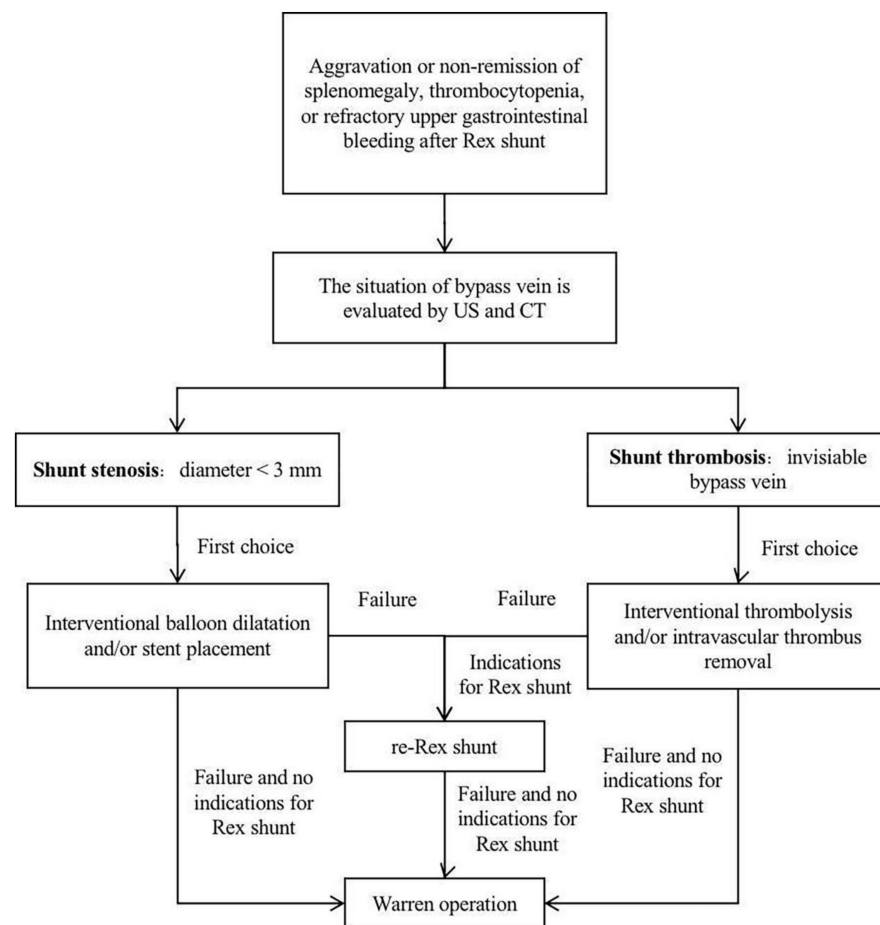 Aggravation or non-remission of
splenomegaly, thrombocytopenia,
or refractory upper gastrointestinal
bleeding after Rex shunt
The situation of bypass vein is
evaluated by US and CT
Shunt stenosis： diameter < 3 mm
Shunt thrombosis： invisiable
bypass vein
First choice
First choice
Interventional balloon dilatation
and/or stent placement
Failure
Failure
Interventional thrombolysis
and/or intravascular thrombus
removal
Indications
for Rex shunt
re-Rex shunt
Failure and no
indications for
Rex shunt
Failure and no
indications for
Rex shunt
Failure and no
indications for
Rex shunt
Warren operation